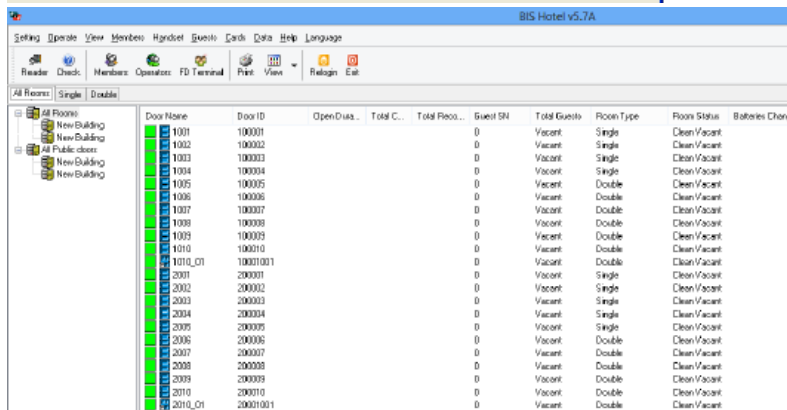 BIS Hotel v5.7A
Setting Operate View Members Handset Guests Cards Data Help Language
Reader Check Members Operators FD Terminal Print View Relogin Exit
All Rooms Single Double
All Rooms
New Building
New Building
All Public doors
New Building
New Building
Door Name Door ID Open Dura... Total C... Total Reco... Guest SN Total Guests Room Type Room Status Batteries Chan
1001 100001 0 Vacant Single Clean Vacant
1002 100002 0 Vacant Single Clean Vacant
1003 100003 0 Vacant Single Clean Vacant
1004 100004 0 Vacant Single Clean Vacant
1005 100005 0 Vacant Double Clean Vacant
1006 100006 0 Vacant Double Clean Vacant
1007 100007 0 Vacant Double Clean Vacant
1008 100008 0 Vacant Double Clean Vacant
1009 100009 0 Vacant Double Clean Vacant
1010 100010 0 Vacant Double Clean Vacant
1010_01 10001001 0 Vacant Double Clean Vacant
2001 200001 0 Vacant Single Clean Vacant
2002 200002 0 Vacant Single Clean Vacant
2003 200003 0 Vacant Single Clean Vacant
2004 200004 0 Vacant Single Clean Vacant
2005 200005 0 Vacant Single Clean Vacant
2006 200006 0 Vacant Double Clean Vacant
2007 200007 0 Vacant Double Clean Vacant
2008 200008 0 Vacant Double Clean Vacant
2009 200009 0 Vacant Double Clean Vacant
2010 200010 0 Vacant Double Clean Vacant
2010_01 20001001 0 Vacant Double Clean Vacant